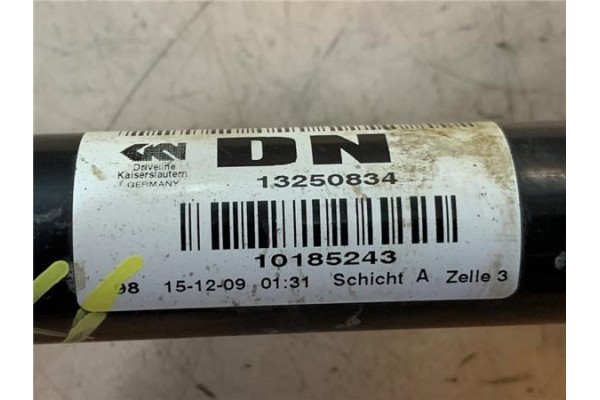 GKN
Driveline
Kaiserslautern
GERMANY
DN
13250834
10185243
98 15-12-09 01:31 Schicht A Zelle 3